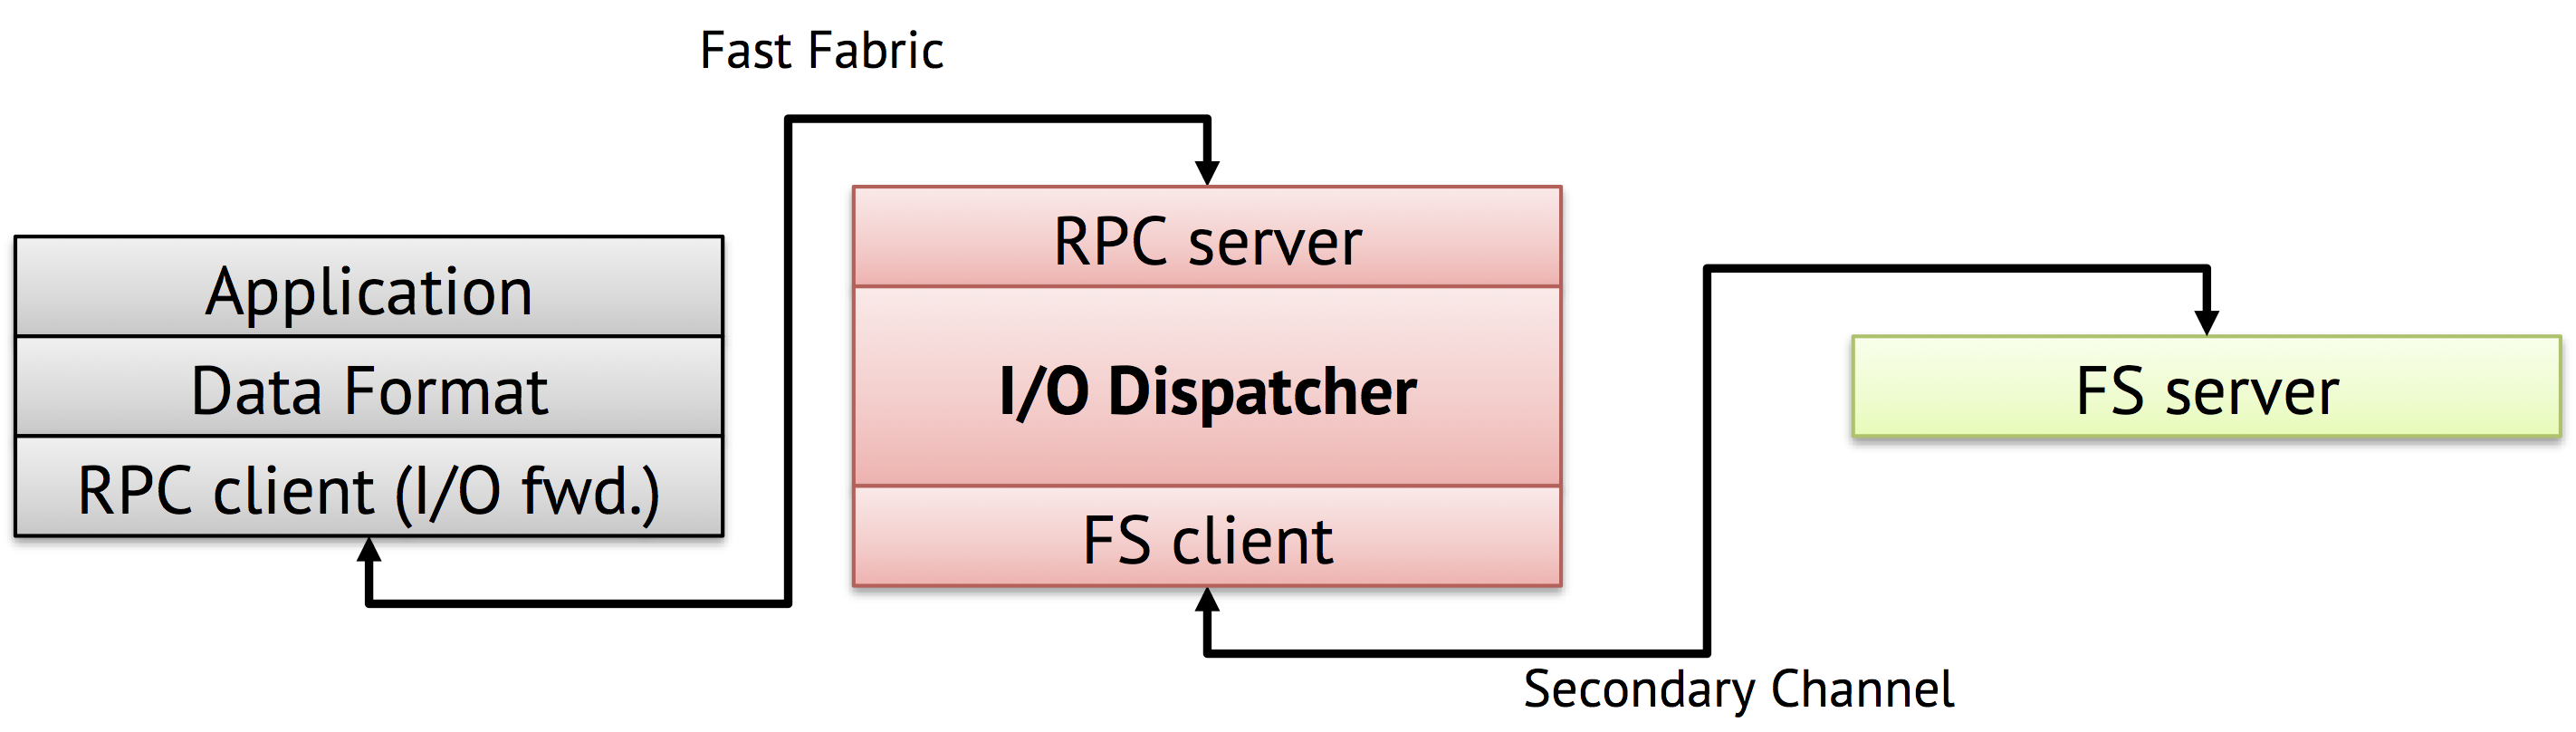 Fast Fabric
Application
Data Format
RPC client (I/O fwd.)
RPC server
I/O Dispatcher
FS client
FS server
Secondary Channel